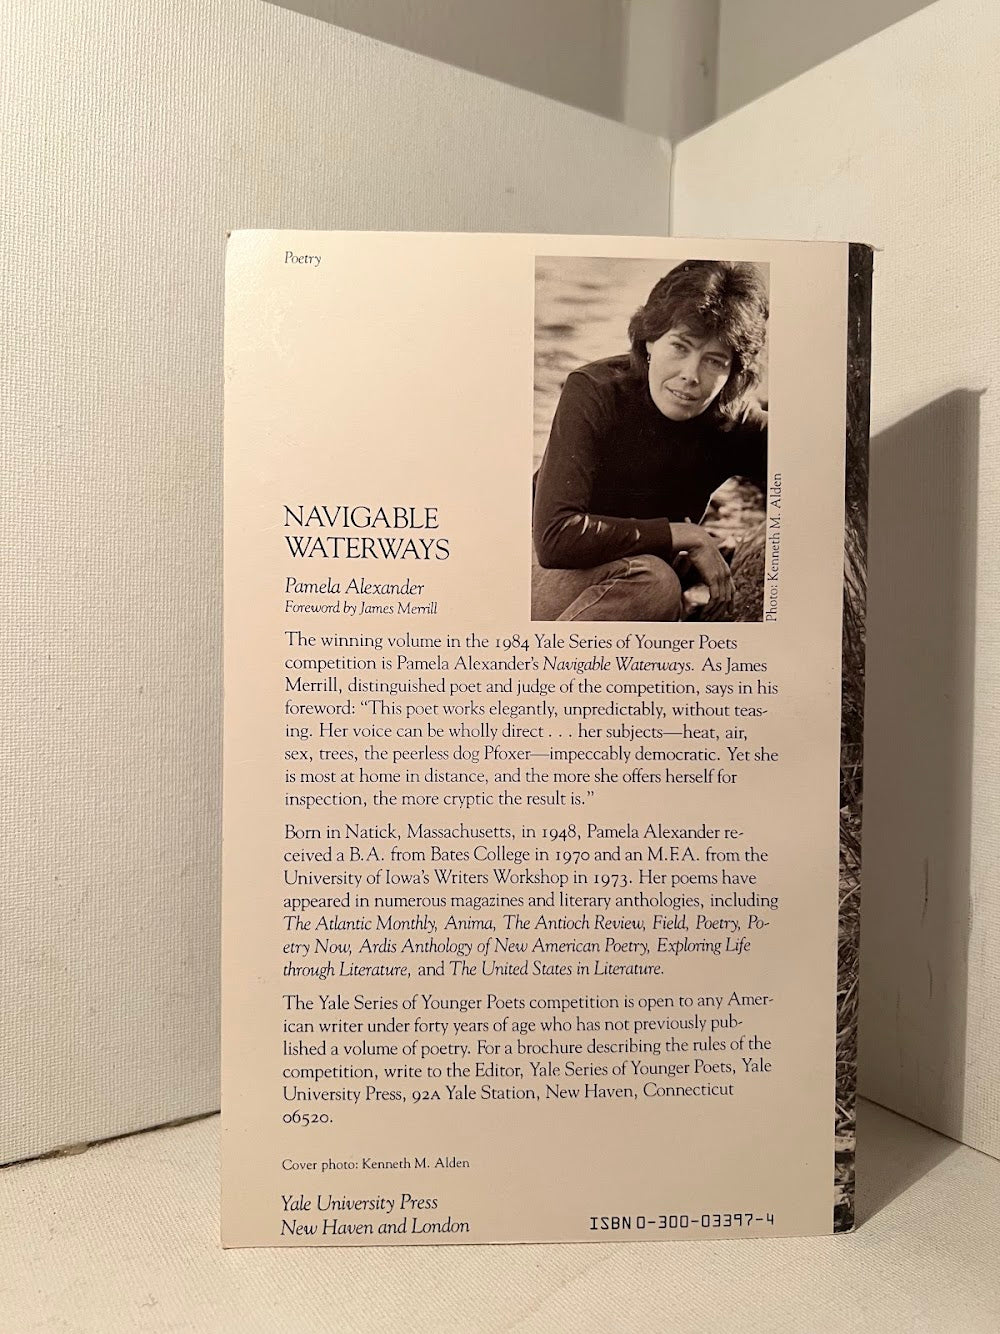 Poetry
Photo: Kenneth M. Alden
NAVIGABLE
WATERWAYS
Pamela Alexander
Foreword by James Merrill
The winning volume in the 1984 Yale Series of Younger Poets
competition is Pamela Alexander's Navigable Waterways. As James
Merrill, distinguished poet and judge of the competition, says in his
foreword: “This poet works elegantly, unpredictably, without teas-
ing. Her voice can be wholly direct . . . her subjects—heat, air,
sex, trees, the peerless dog Pfoxer—impeccably democratic. Yet she
is most at home in distance, and the more she offers herself for
inspection, the more cryptic the result is.”
Born in Natick, Massachusetts, in 1948, Pamela Alexander re-
ceived a B.A. from Bates College in 1970 and an M.F.A. from the
University of Iowa's Writers Workshop in 1973. Her poems have
appeared in numerous magazines and literary anthologies, including
The Atlantic Monthly, Anima, The Antioch Review, Field, Poetry, Po-
etry Now, Ardis Anthology of New American Poetry, Exploring Life
through Literature, and The United States in Literature.
The Yale Series of Younger Poets competition is open to any Amer-
ican writer under forty years of age who has not previously pub-
lished a volume of poetry. For a brochure describing the rules of the
competition, write to the Editor, Yale Series of Younger Poets, Yale
University Press, 92A Yale Station, New Haven, Connecticut
06520.
Cover photo: Kenneth M. Alden
Yale University Press
New Haven and London
ISBN 0-300-03397-4